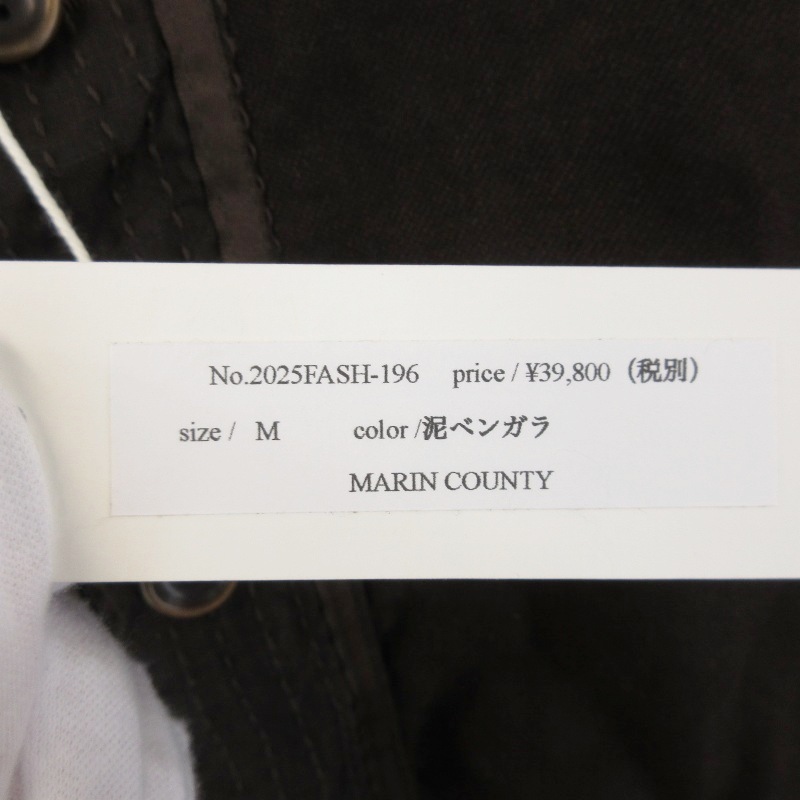 No.2025FASH-196 price / ¥39,800（税別）
size / M color /泥ベンガラ
MARIN COUNTY